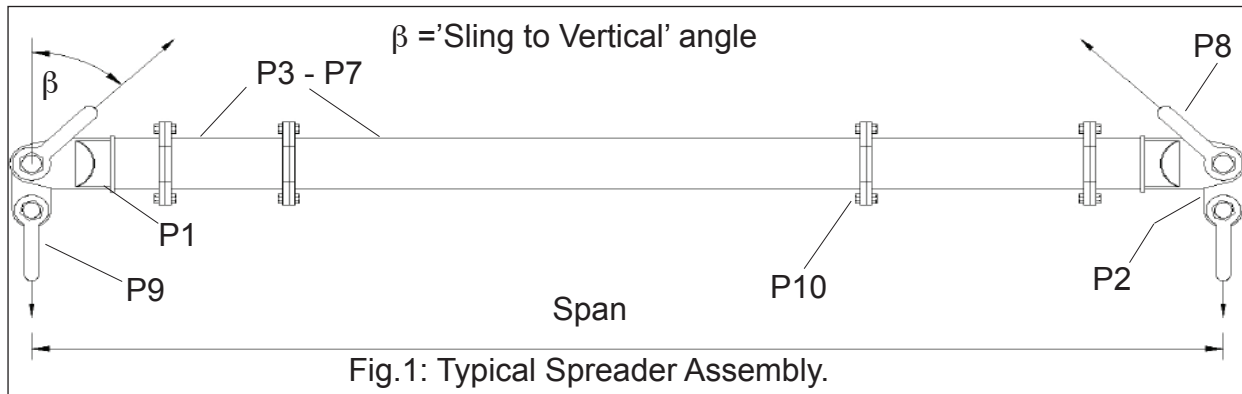 β =’Sling to Vertical’ angle
P8
β
P3 - P7
P1
P2
P9
P10
Span
Fig.1: Typical Spreader Assembly.